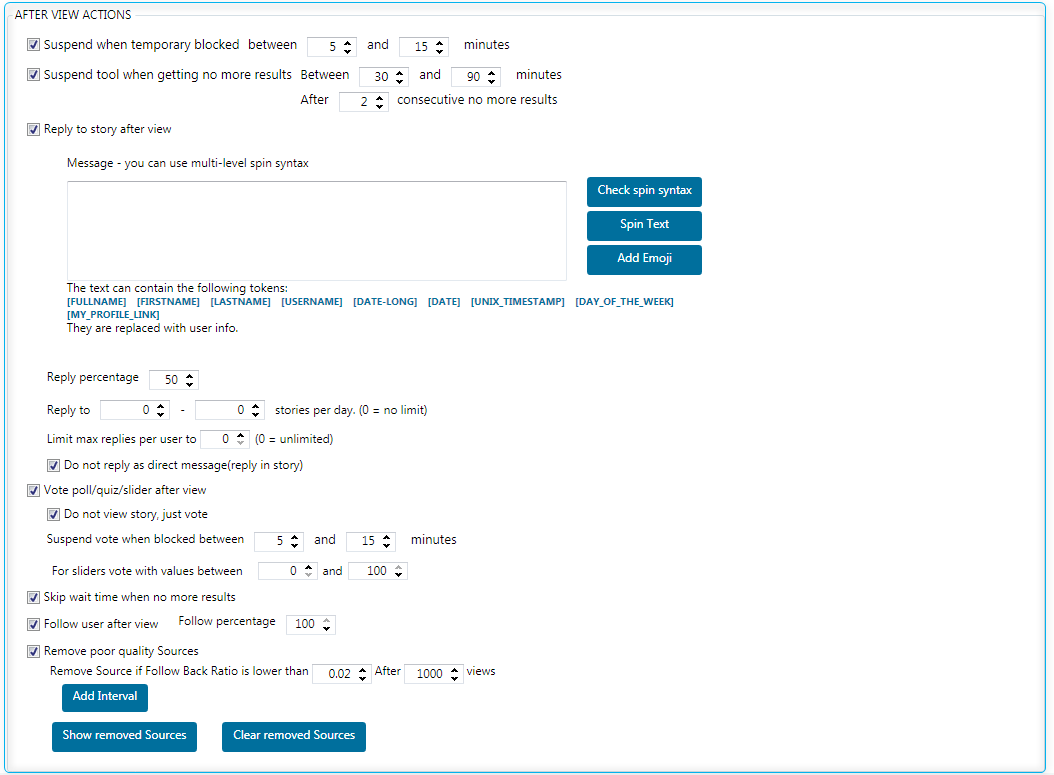 AFTER VIEW ACTIONS
Suspend when temporary blocked between 5 and 15 minutes
Suspend tool when getting no more results Between 30 and 90 minutes
After 2 consecutive no more results
Reply to story after view
Message - you can use multi-level spin syntax
Check spin syntax
Spin Text
Add Emoji
The text can contain the following tokens:
[FULLNAME] [FIRSTNAME] [LASTNAME] [USERNAME] [DATE-LONG] [DATE] [UNIX_TIMESTAMP] [DAY_OF_THE_WEEK]
[MY_PROFILE_LINK]
They are replaced with user info.
Reply percentage 50
Reply to 0 - 0 stories per day. (0 = no limit)
Limit max replies per user to 0 (0 = unlimited)
Do not reply as direct message(reply in story)
Vote poll/quiz/slider after view
Do not view story, just vote
Suspend vote when blocked between 5 and 15 minutes
For sliders vote with values between 0 and 100
Skip wait time when no more results
Follow user after view Follow percentage 100
Remove poor quality Sources
Remove Source if Follow Back Ratio is lower than 0.02 After 1000 views
Add Interval
Show removed Sources Clear removed Sources